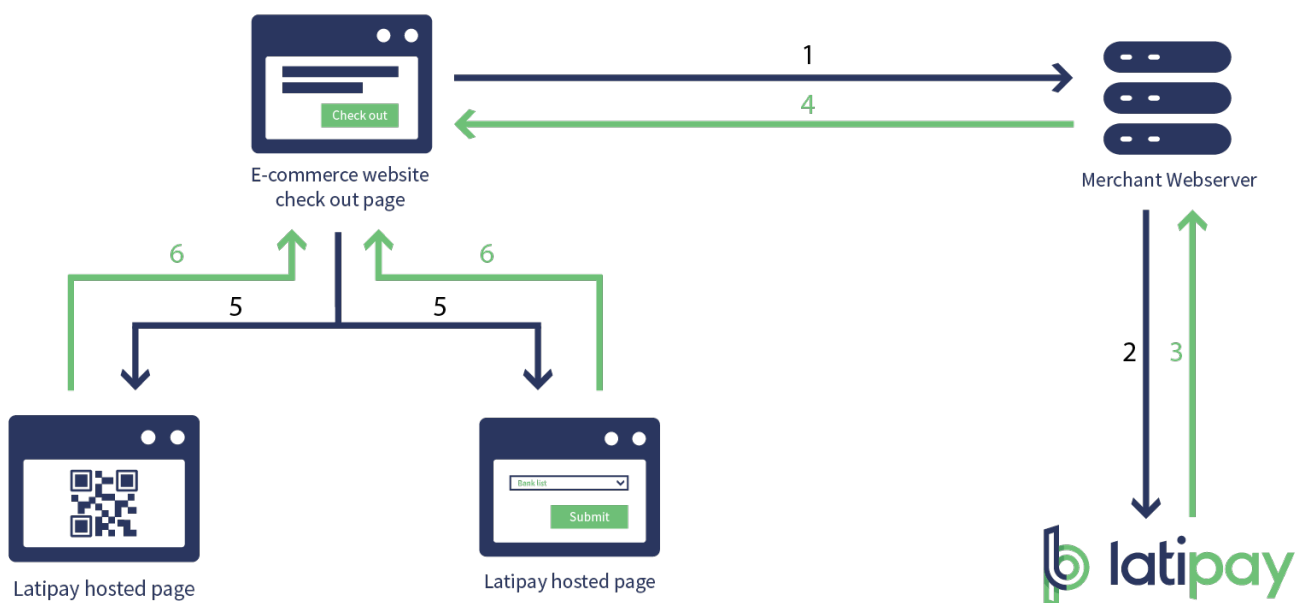 1
4
Check out
E-commerce website
check out page
Merchant Webserver
6
6
5
5
2
3
Bank list
Submit
Latipay hosted page
Latipay hosted page
latipay